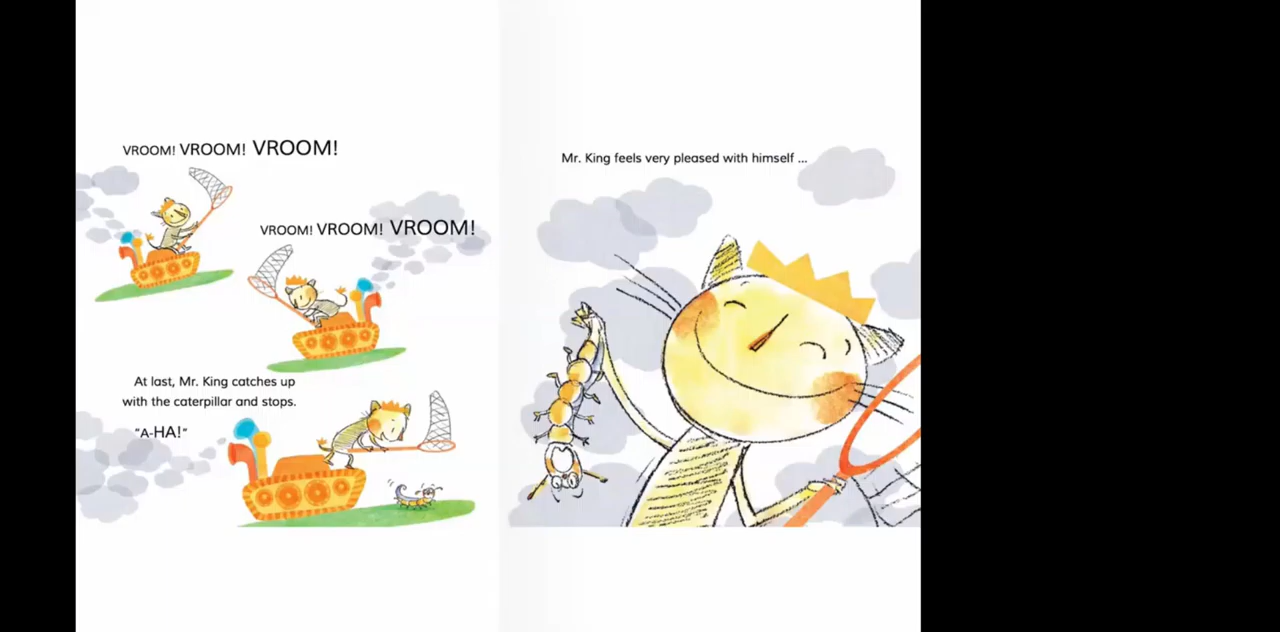 VROOM! VROOM! VROOM!
VROOM! VROOM! VROOM!
At last, Mr. King catches up
with the caterpillar and stops.
“A-HA!”
Mr. King feels very pleased with himself ...